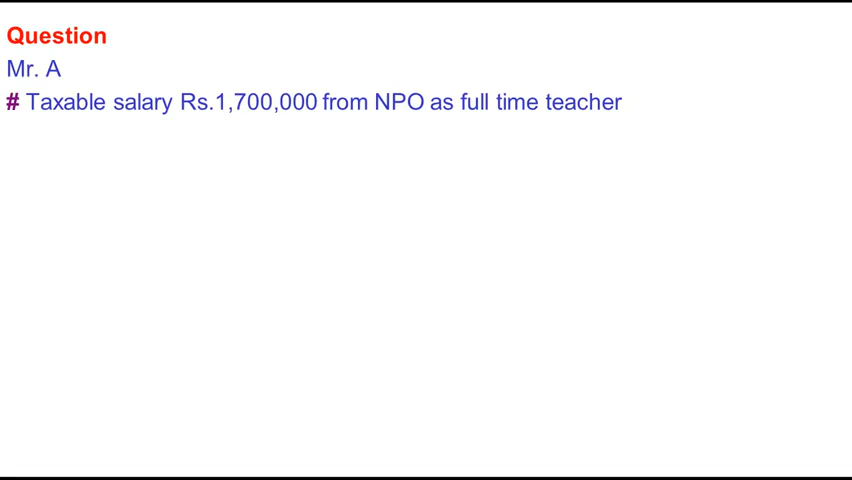 Question
Mr. A
# Taxable salary Rs.1,700,000 from NPO as full time teacher